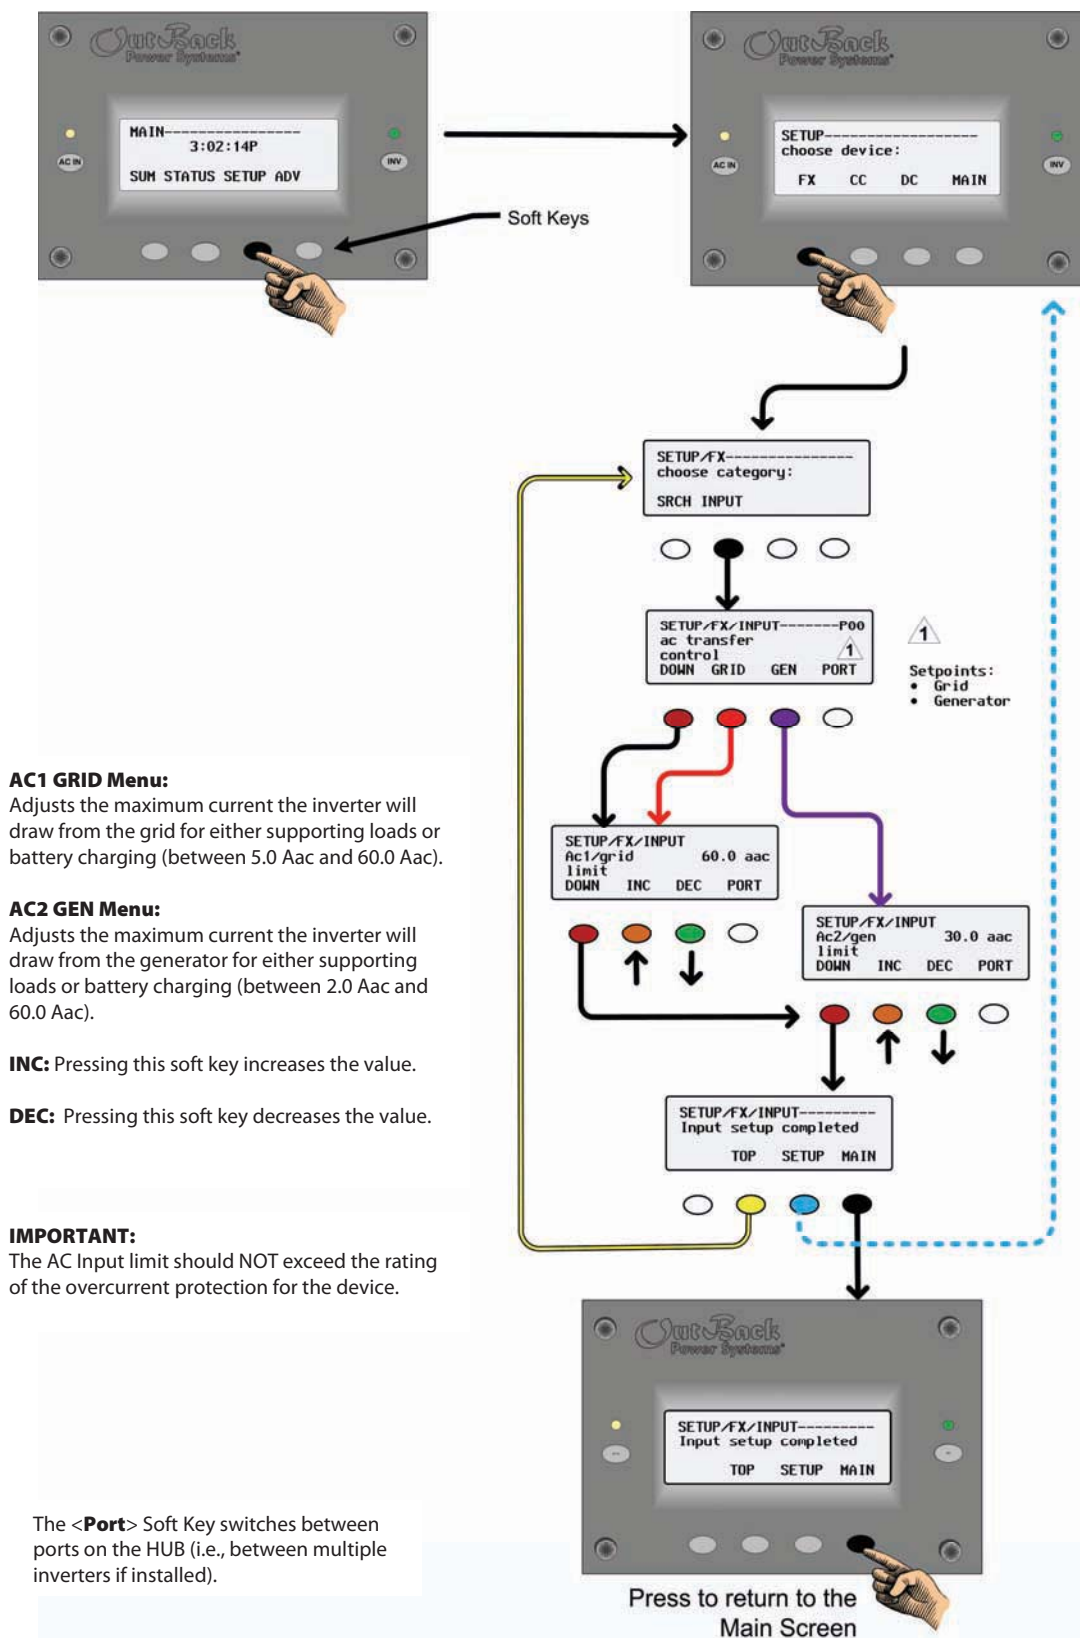 OutBack
Power Systems
MAIN----------------
3:02:14P
SUM STATUS SETUP ADV
AC IN
INV
Soft Keys
OutBack
Power Systems
SETUP------------------
choose device:
FX CC DC MAIN
AC IN
INV
SETUP/FX---------------
choose category:
SRCH INPUT
SETUP/FX/INPUT-------P00
ac transfer
control
1
DOWN GRID GEN PORT
1
Setpoints:
• Grid
• Generator
AC1 GRID Menu:
Adjusts the maximum current the inverter will
draw from the grid for either supporting loads or
battery charging (between 5.0 Aac and 60.0 Aac).
AC2 GEN Menu:
Adjusts the maximum current the inverter will
draw from the generator for either supporting
loads or battery charging (between 2.0 Aac and
60.0 Aac).
INC: Pressing this soft key increases the value.
DEC: Pressing this soft key decreases the value.
SETUP/FX/INPUT
Ac1/grid 60.0 aac
limit
DOWN INC DEC PORT
SETUP/FX/INPUT
Ac2/gen 30.0 aac
limit
DOWN INC DEC PORT
SETUP/FX/INPUT---------
Input setup completed
TOP SETUP MAIN
IMPORTANT:
The AC Input limit should NOT exceed the rating
of the overcurrent protection for the device.
OutBack
Power Systems
SETUP/FX/INPUT---------
Input setup completed
TOP SETUP MAIN
The <Port> Soft Key switches between
ports on the HUB (i.e., between multiple
inverters if installed).
Press to return to the
Main Screen